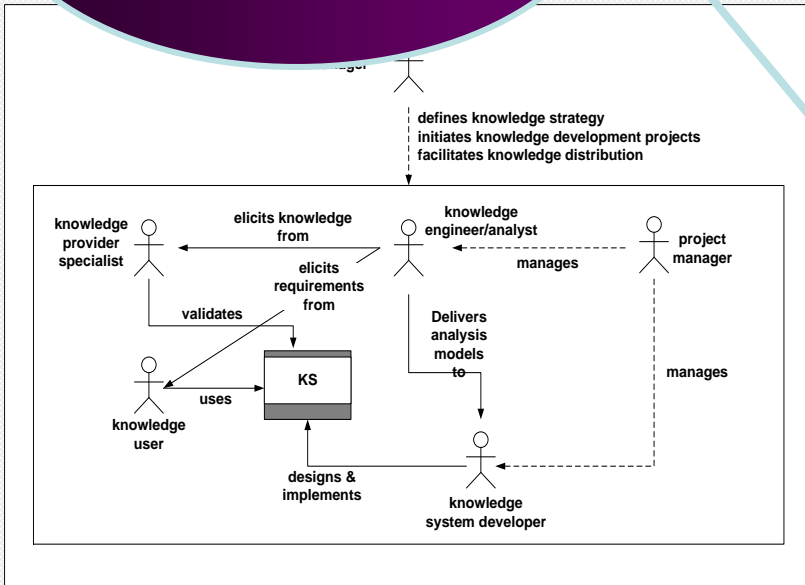 defines knowledge strategy
initiates knowledge development projects
facilitates knowledge distribution
knowledge
provider
specialist
elicits knowledge
from
knowledge
engineer/analyst
project
manager
elicits
requirements
from
manages
validates
Delivers
analysis
models
to
manages
KS
uses
knowledge
user
designs &
implements
knowledge
system developer